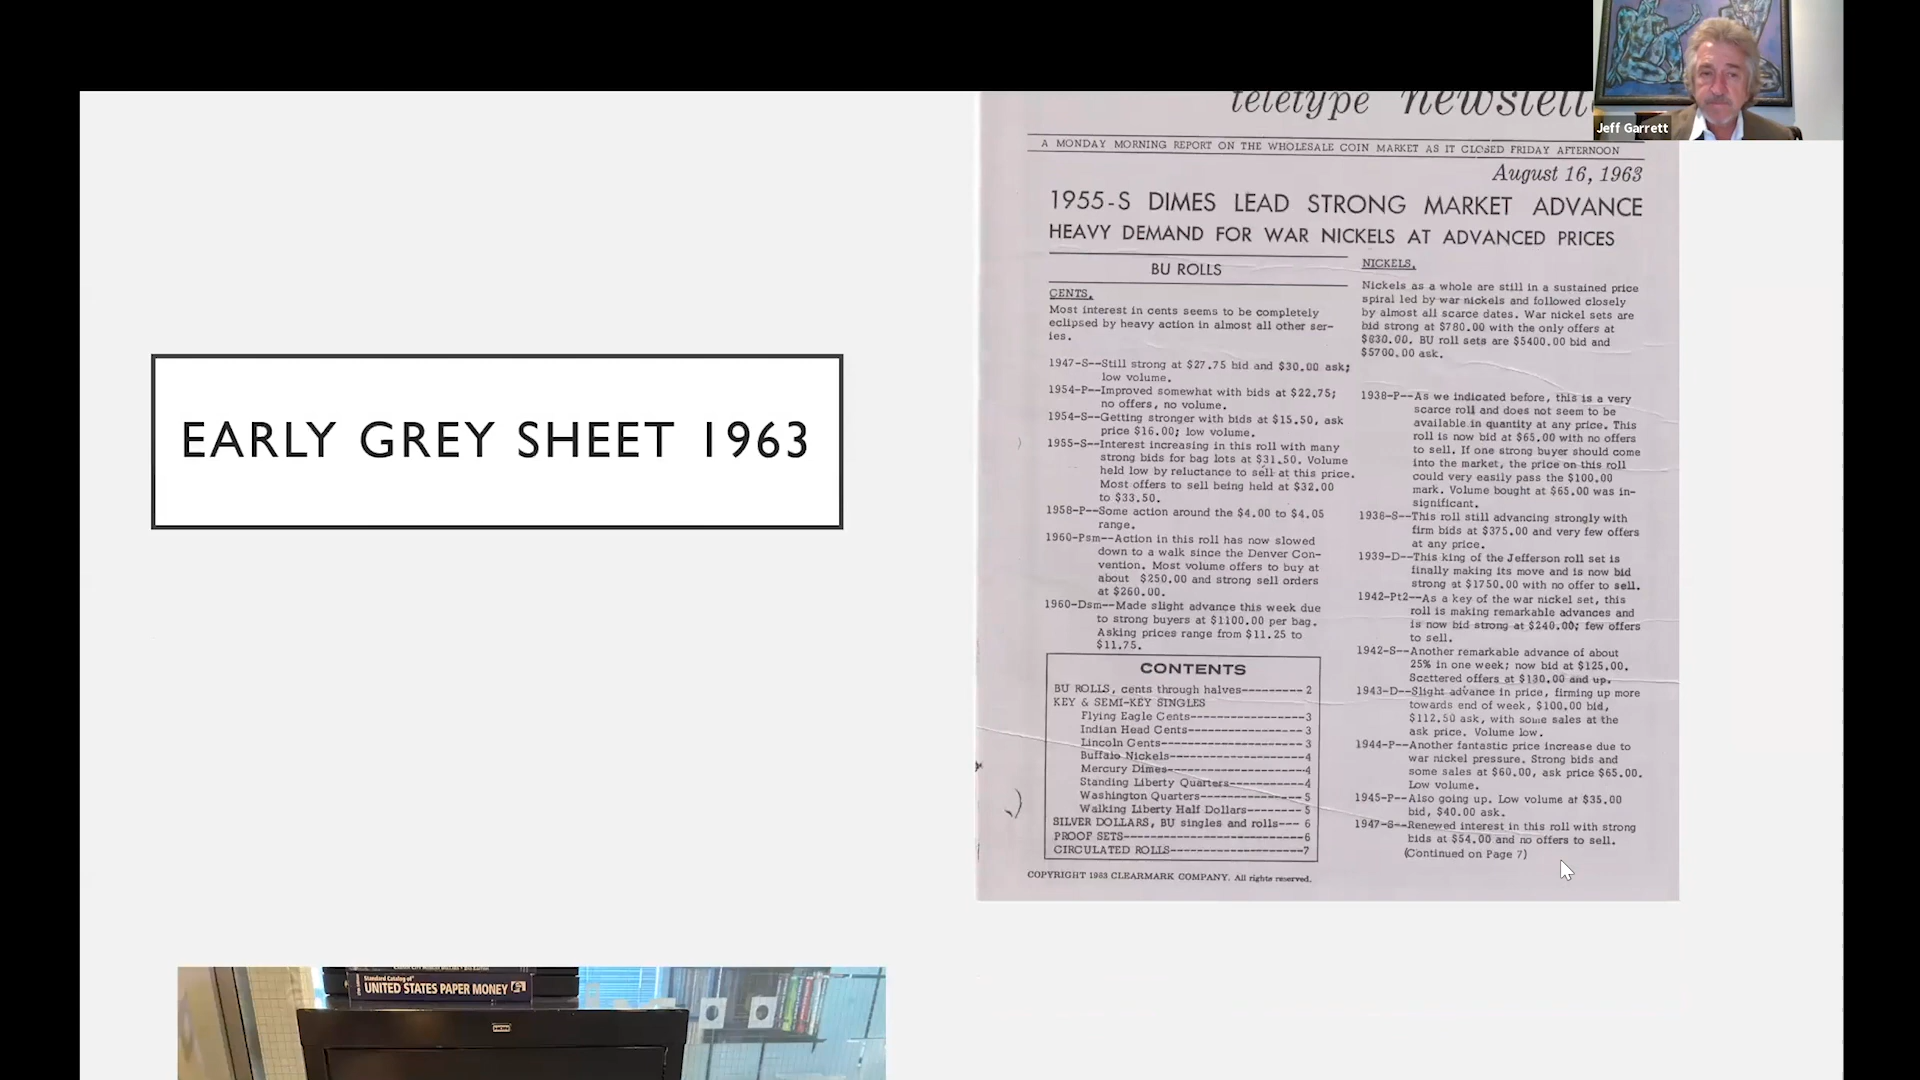 Jeff Garrett
EARLY GREY SHEET 1963
teletype
A MONDAY MORNING REPORT ON THE WHOLESALE COIN MARKET AS IT CLOSED FRIDAY AFTERNOON
August 16, 1963
1955-S DIMES LEAD STRONG MARKET ADVANCE
HEAVY DEMAND FOR WAR NICKELS AT ADVANCED PRICES
BU ROLLS
CENTS.
Most interest in cents seems to be completely
eclipsed by heavy action in almost all other ser-
ies.
1947-S--Still strong at $27.75 bid and $30.00 ask;
low volume.
1954-P--Improved somewhat with bids at $22.75;
no offers, no volume.
1954-S--Getting stronger with bids at $15.50, ask
price $16.00; low volume.
1955-S--Interest increasing in this roll with many
strong bids for bag lots at $31.50. Volume
held low by reluctance to sell at this price.
Most offers to sell being held at $32.00
to $33.50.
1958-P--Some action around the $4.00 to $4.05
range.
1960-Psm--Action in this roll has now slowed
down to a walk since the Denver Con-
vention. Most volume offers to buy at
about $250.00 and strong sell orders
at $260.00.
1960-Dsm--Made slight advance this week due
to strong buyers at $1100.00 per bag.
Asking prices range from $11.25 to
$11.75.
CONTENTS
BU ROLLS, cents through halves--------- 2
KEY & SEMI-KEY SINGLES
Flying Eagle Cents------------------3
Indian Head Cents------------------ 3
Lincoln Cents-----------------------3
Buffalo Nickels---------------------4
Mercury Dimes----------------------4
Standing Liberty Quarters------------4
Washington Quarters---------------- 5
Walking Liberty Half Dollars--------- 5
SILVER DOLLARS, BU singles and rolls--- 6
PROOF SETS----------------------------6
CIRCULATED ROLLS----------------------7
COPYRIGHT 1963 CLEARMARK COMPANY. All rights reserved.
NICKELS.
Nickels as a whole are still in a sustained price
spiral led by war nickels and followed closely
by almost all scarce dates. War nickel sets are
bid strong at $780.00 with the only offers at
$830.00. BU roll sets are $5400.00 bid and
$5700.00 ask.
1938-P--As we indicated before, this is a very
scarce roll and does not seem to be
available in quantity at any price. This
roll is now bid at $65.00 with no offers
to sell. If one strong buyer should come
into the market, the price on this roll
could very easily pass the $100.00
mark. Volume bought at $65.00 was in-
significant.
1938-S--This roll still advancing strongly with
firm bids at $375.00 and very few offers
at any price.
1939-D--This king of the Jefferson roll set is
finally making its move and is now bid
strong at $1750.00 with no offer to sell.
1942-Pt2--As a key of the war nickel set, this
roll is making remarkable advances and
is now bid strong at $240.00; few offers
to sell.
1942-S--Another remarkable advance of about
25% in one week; now bid at $125.00.
Scattered offers at $130.00 and up.
1943-D--Slight advance in price, firming up more
towards end of week, $100.00 bid,
$112.50 ask, with some sales at the
ask price. Volume low.
1944-P--Another fantastic price increase due to
war nickel pressure. Strong bids and
some sales at $60.00, ask price $65.00.
Low volume.
1945-P--Also going up. Low volume at $35.00
bid, $40.00 ask.
1947-S--Renewed interest in this roll with strong
bids at $54.00 and no offers to sell.
(Continued on Page 7)
Standard Catalog of
UNITED STATES PAPER MONEY